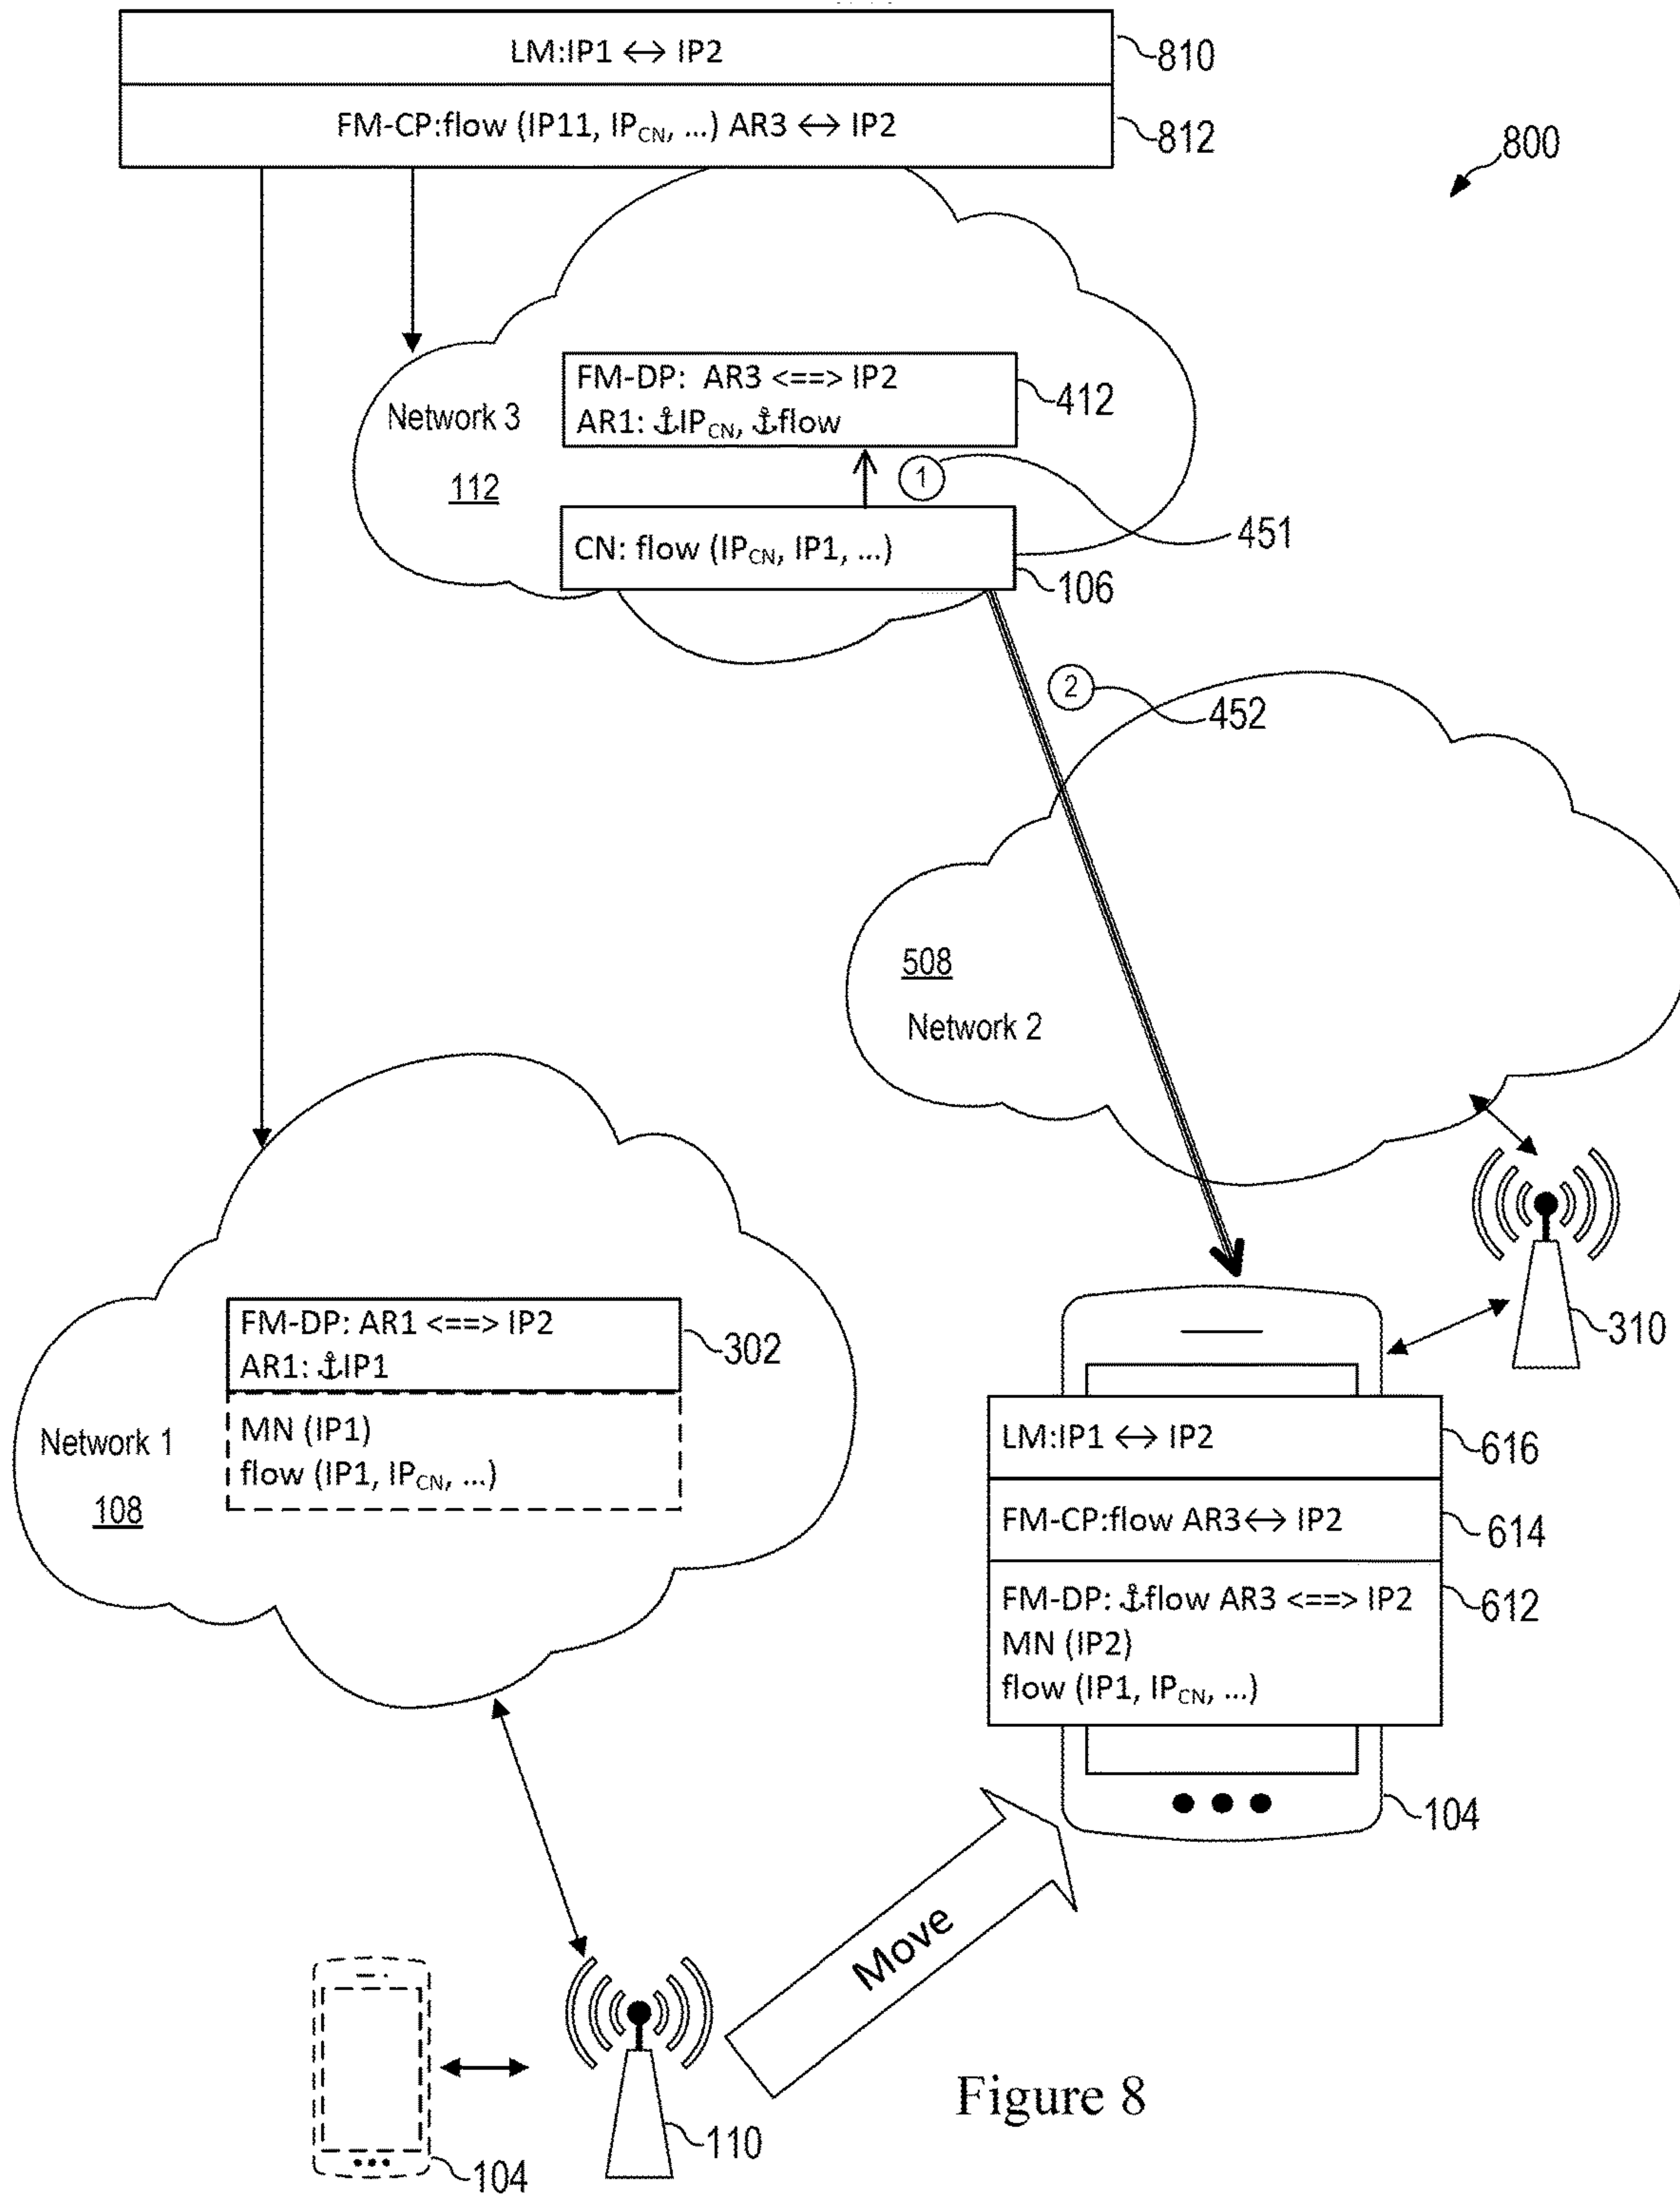 LM:IP1 ↔ IP2
810
FM-CP:flow (IP11, IPCN, ...) AR3 ↔ IP2
812
800
FM-DP: AR3 <==> IP2
AR1: ⚓IPCN, ⚓flow
412
Network 3
112
1
451
CN: flow (IPCN, IP1, ...)
106
2
452
508
Network 2
310
FM-DP: AR1 <==> IP2
AR1: ⚓IP1
302
MN (IP1)
flow (IP1, IPCN, ...)
Network 1
108
LM:IP1 ↔ IP2
616
FM-CP:flow AR3↔ IP2
614
FM-DP: ⚓flow AR3 <==> IP2
612
MN (IP2)
flow (IP1, IPCN, ...)
104
Move
110
104
Figure 8